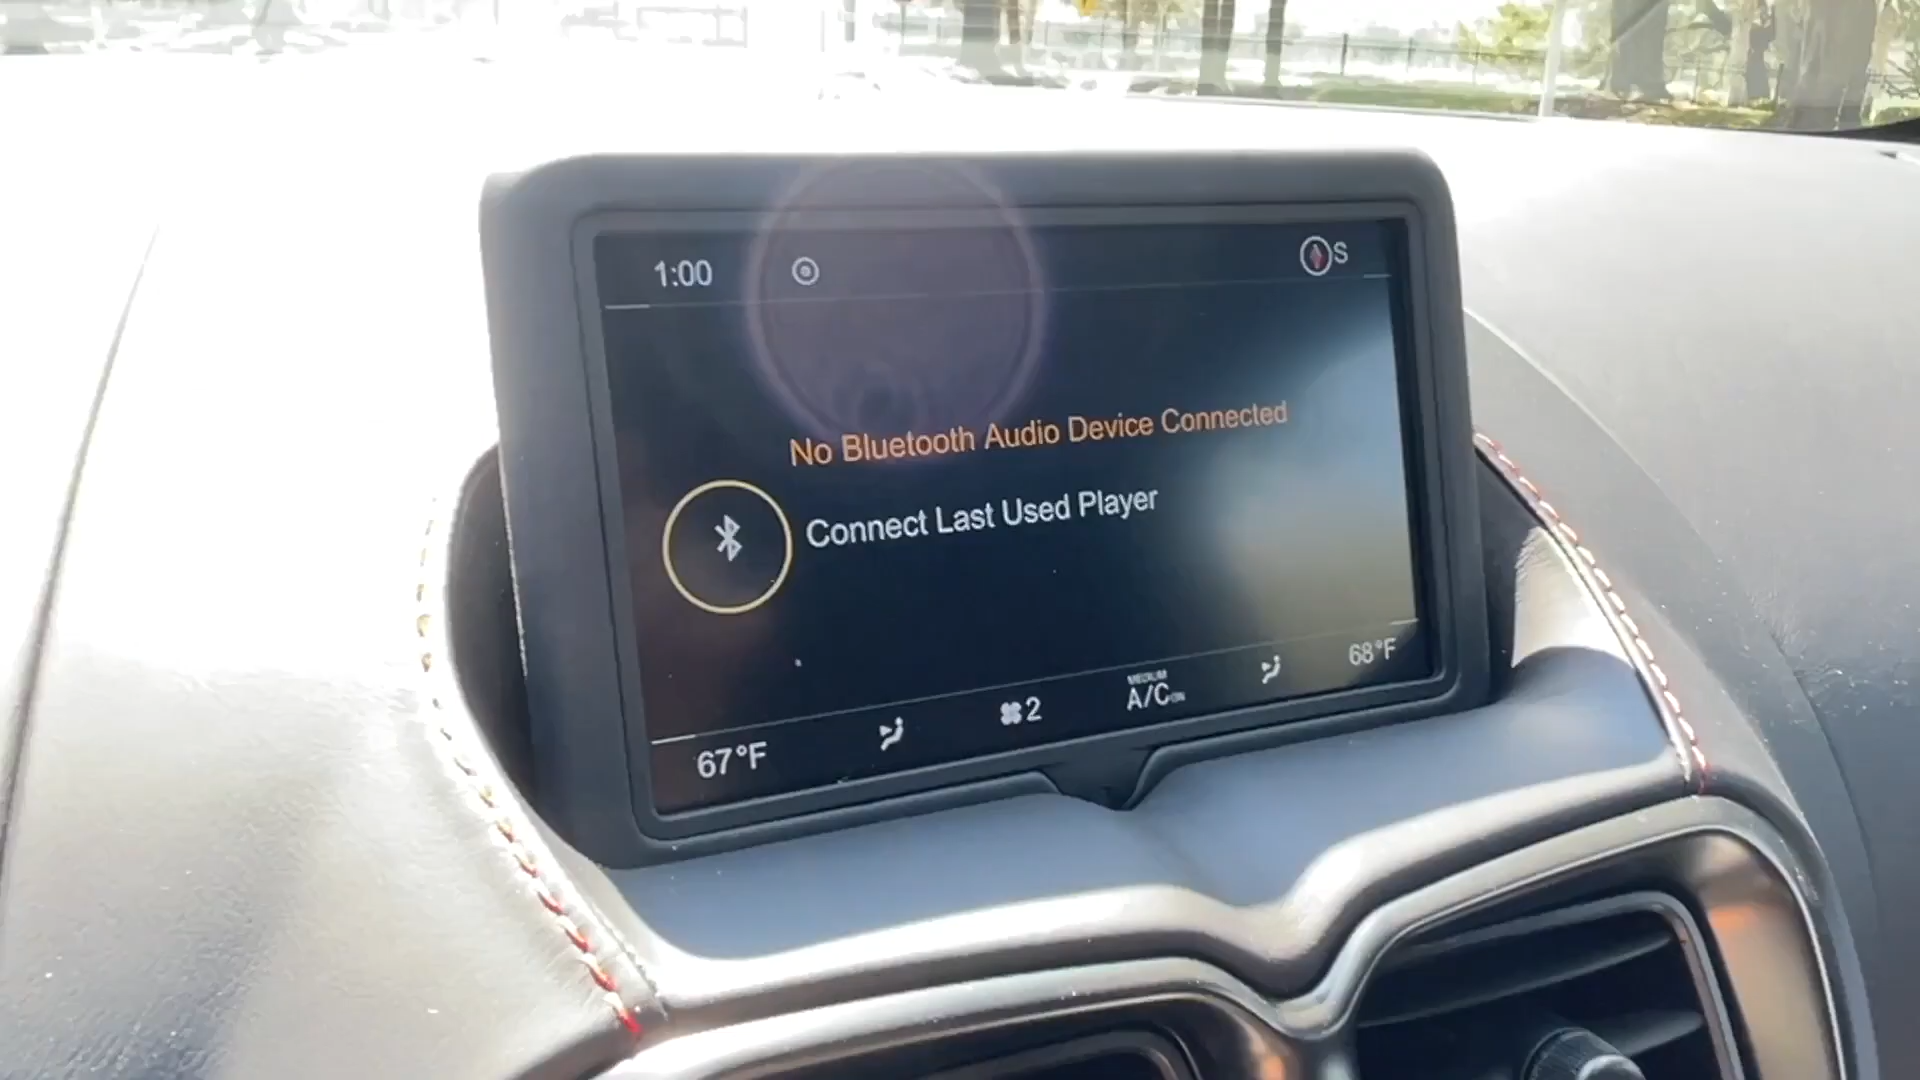 1:00
S
No Bluetooth Audio Device Connected
Connect Last Used Player
67°F
2
MEDIUM
A/C ON
68°F